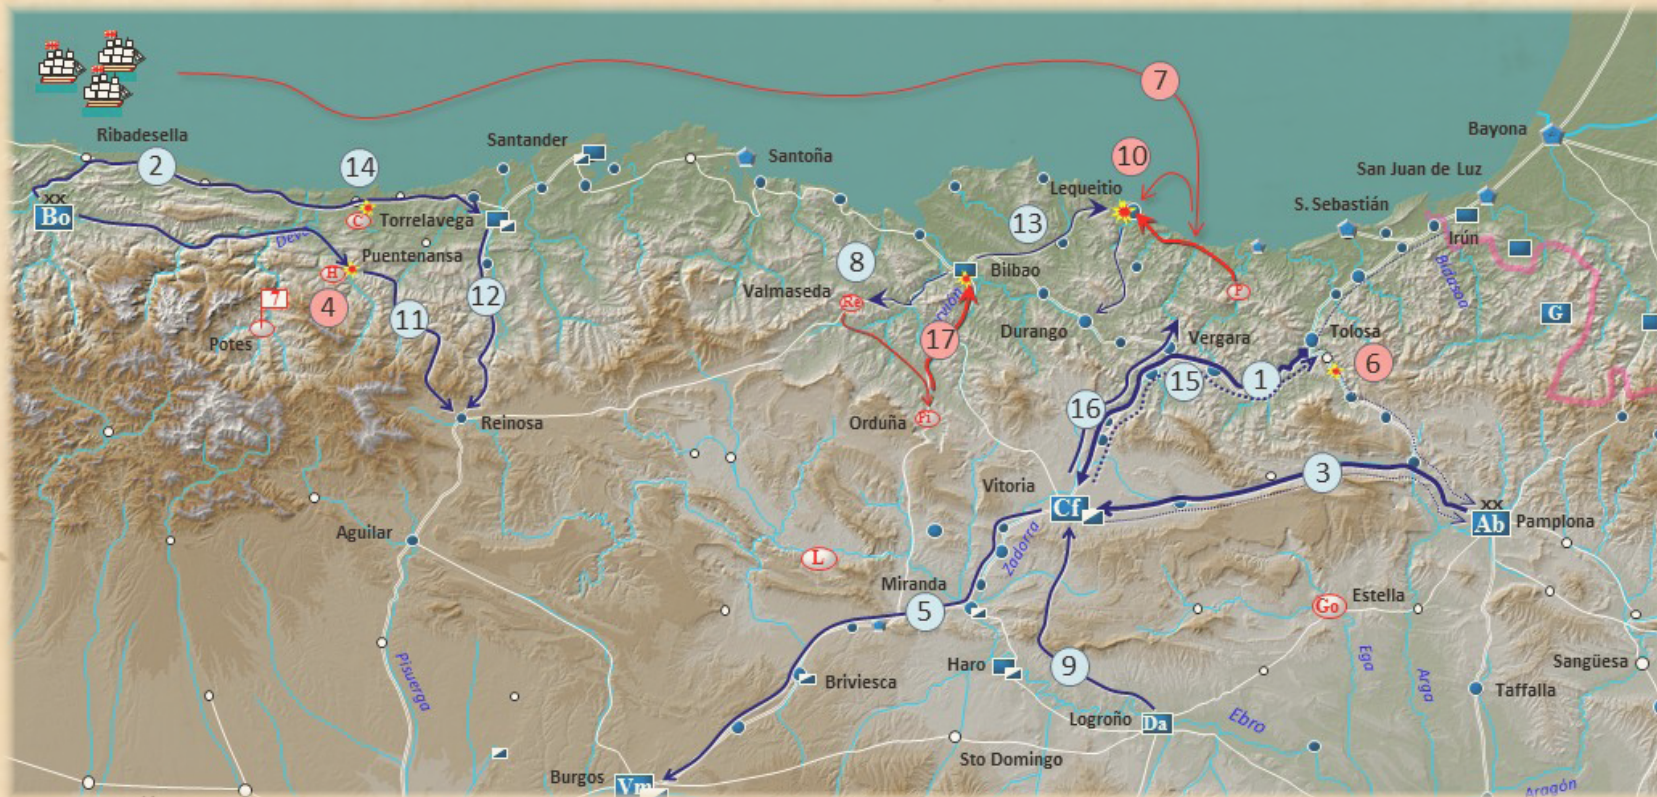 7
Ribadesella
Bayona
Santander
10
2
14
Santoña
San Juan de Luz
Lequeitio
S. Sebastián
xx
Bo
C
Torrelavega
13
Irún
Deva
Puentenansa
8
H
Bilbao
Bidasoa
Valmaseda
Re
F
7
4
11
12
G
Durango
Vergara
Tolosa
Potes
17
6
15
1
16
Reinosa
Orduña
Fi
3
Vitoria
Cf
xx
Ab
Pamplona
Aguilar
Zadorra
L
Miranda
5
Go
Estella
Haro
9
Ega
Sangüesa
Pisuerga
Briviesca
Arga
Taffalla
Logroño
Da
Ebro
Sto Domingo
Burgos
Vm
Aragón